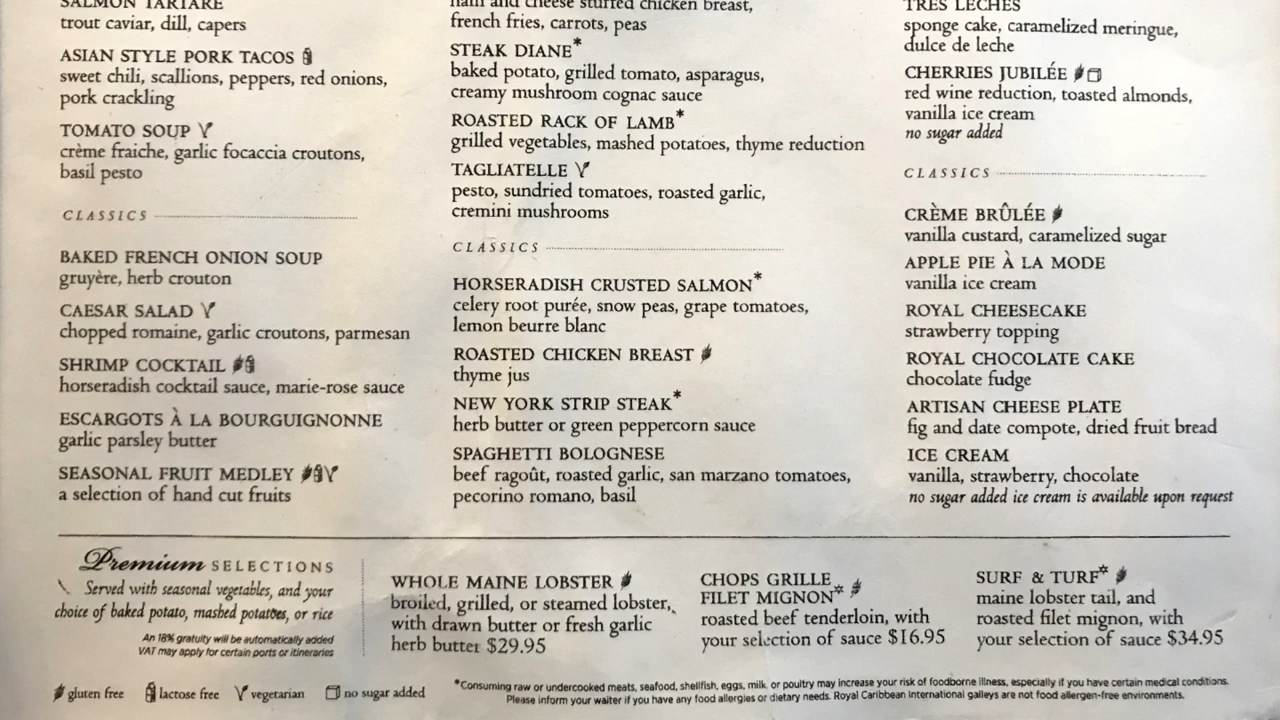 SALMON TARTARE
trout caviar, dill, capers
ASIAN STYLE PORK TACOS
sweet chili, scallions, peppers, red onions,
pork crackling
TOMATO SOUP
crème fraiche, garlic focaccia croutons,
basil pesto
CLASSICS
BAKED FRENCH ONION SOUP
gruyère, herb crouton
CAESAR SALAD
chopped romaine, garlic croutons, parmesan
SHRIMP COCKTAIL
horseradish cocktail sauce, marie-rose sauce
ESCARGOTS À LA BOURGUIGNONNE
garlic parsley butter
SEASONAL FRUIT MEDLEY
a selection of hand cut fruits
ham and cheese stuffed chicken breast,
french fries, carrots, peas
STEAK DIANE*
baked potato, grilled tomato, asparagus,
creamy mushroom cognac sauce
ROASTED RACK OF LAMB*
grilled vegetables, mashed potatoes, thyme reduction
TAGLIATELLE
pesto, sundried tomatoes, roasted garlic,
cremini mushrooms
CLASSICS
HORSERADISH CRUSTED SALMON*
celery root purée, snow peas, grape tomatoes,
lemon beurre blanc
ROASTED CHICKEN BREAST
thyme jus
NEW YORK STRIP STEAK*
herb butter or green peppercorn sauce
SPAGHETTI BOLOGNESE
beef ragoût, roasted garlic, san marzano tomatoes,
pecorino romano, basil
TRES LECHES
sponge cake, caramelized meringue,
dulce de leche
CHERRIES JUBILÉE
red wine reduction, toasted almonds,
vanilla ice cream
no sugar added
CLASSICS
CRÈME BRÛLÉE
vanilla custard, caramelized sugar
APPLE PIE À LA MODE
vanilla ice cream
ROYAL CHEESECAKE
strawberry topping
ROYAL CHOCOLATE CAKE
chocolate fudge
ARTISAN CHEESE PLATE
fig and date compote, dried fruit bread
ICE CREAM
vanilla, strawberry, chocolate
no sugar added ice cream is available upon request
Premium SELECTIONS
Served with seasonal vegetables, and your
choice of baked potato, mashed potatoes, or rice
An 18% gratuity will be automatically added
VAT may apply for certain ports or itineraries
WHOLE MAINE LOBSTER
broiled, grilled, or steamed lobster,
with drawn butter or fresh garlic
herb butter $29.95
CHOPS GRILLE
FILET MIGNON*
roasted beef tenderloin, with
your selection of sauce $16.95
SURF & TURF*
maine lobster tail, and
roasted filet mignon, with
your selection of sauce $34.95
gluten free lactose free vegetarian no sugar added
*Consuming raw or undercooked meats, seafood, shellfish, eggs, milk, or poultry may increase your risk of foodborne illness, especially if you have certain medical conditions.
Please inform your waiter if you have any food allergies or dietary needs. Royal Caribbean International galleys are not food allergen-free environments.